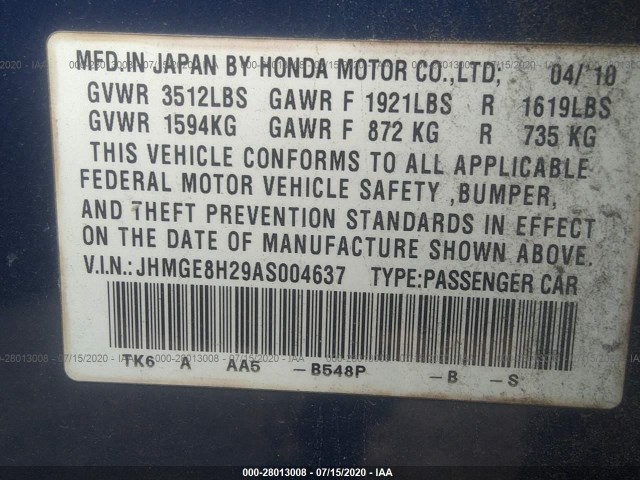 MFD.IN JAPAN BY HONDA MOTOR CO.,LTD; 04/'10
GVWR 3512LBS GAWR F 1921LBS R 1619LBS
GVWR 1594KG GAWR F 872 KG R 735 KG
THIS VEHICLE CONFORMS TO ALL APPLICABLE
FEDERAL MOTOR VEHICLE SAFETY ,BUMPER,
AND THEFT PREVENTION STANDARDS IN EFFECT
ON THE DATE OF MANUFACTURE SHOWN ABOVE.
V.I.N.:JHMGE8H29AS004637 TYPE:PASSENGER CAR
TK6 A AA5 -B548P -B -S
000-28013008 - 07/15/2020 - IAA